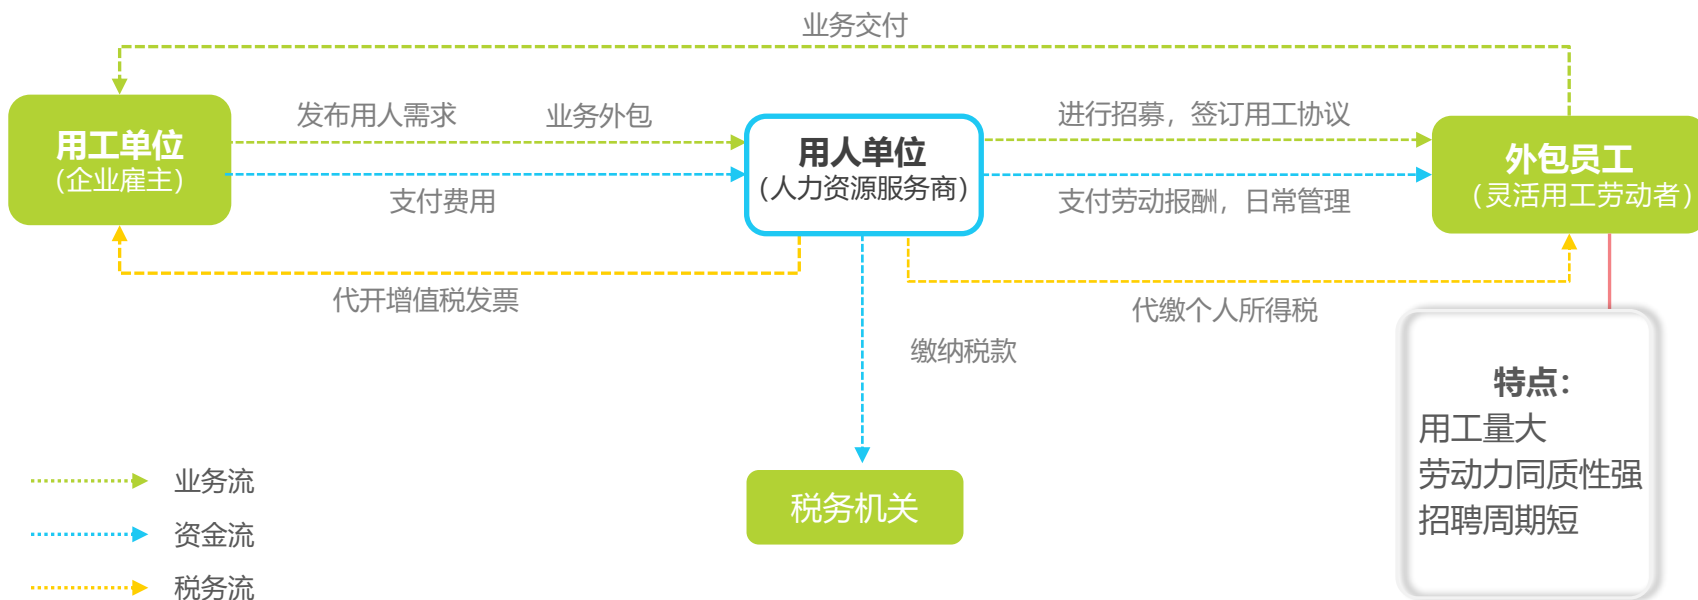 业务交付
发布用人需求
业务外包
进行招募，签订用工协议
用工单位
（企业雇主）
用人单位
（人力资源服务商）
外包员工
（灵活用工劳动者）
支付费用
支付劳动报酬，日常管理
代开增值税发票
代缴个人所得税
缴纳税款
特点：
用工量大
劳动力同质性强
招聘周期短
税务机关
业务流
资金流
税务流